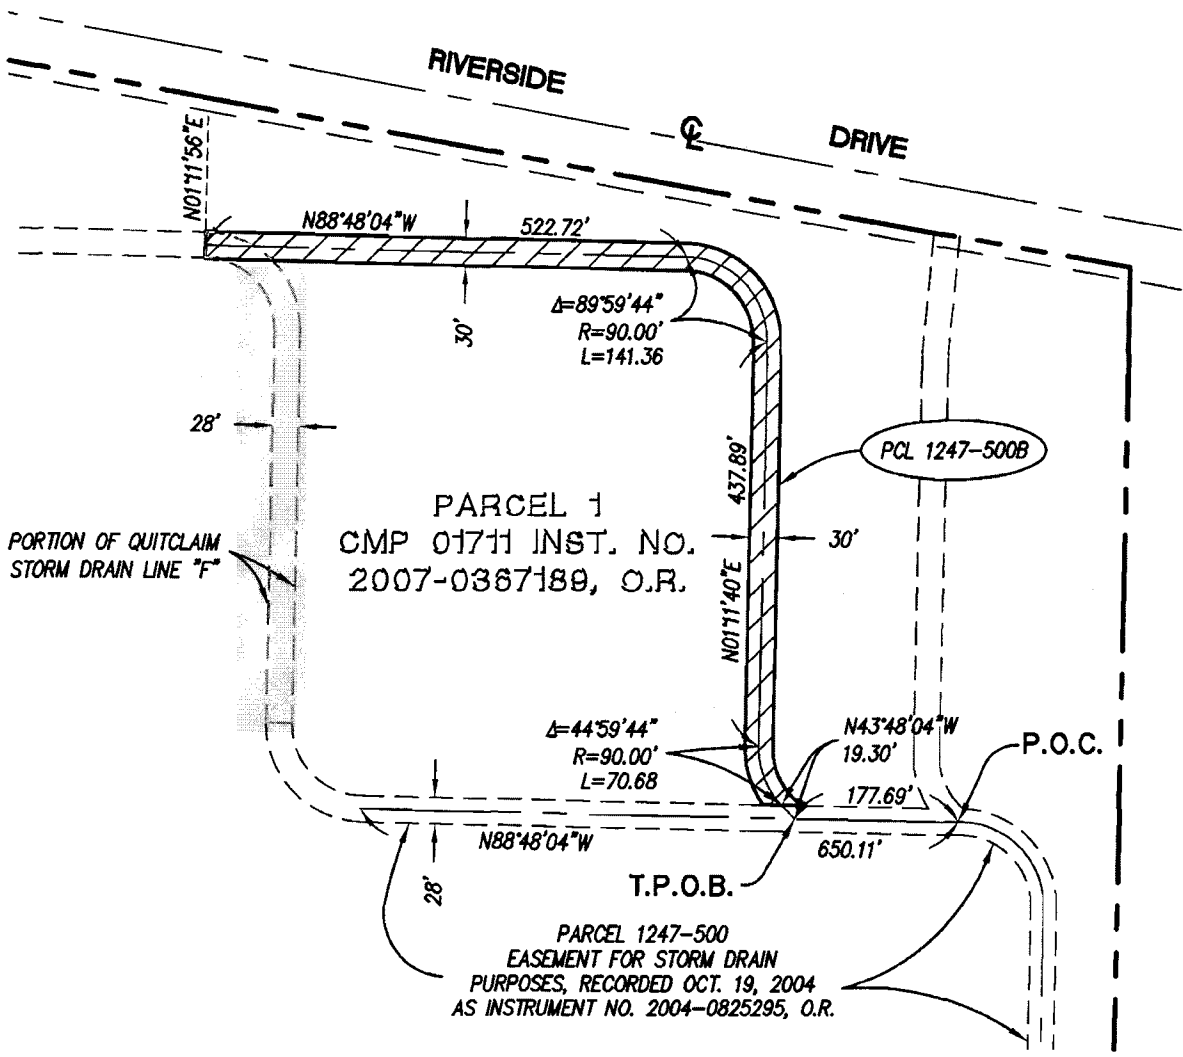 RIVERSIDE
℄
DRIVE
N01°11'56"E
N88°48'04"W
522.72'
30'
Δ=89°59'44"
R=90.00'
L=141.36
28'
PCL 1247-500B
437.89'
PARCEL 1
CMP 01711 INST. NO.
2007-0367189, O.R.
30'
PORTION OF QUITCLAIM
STORM DRAIN LINE "F"
N01°11'40"E
Δ=44°59'44"
R=90.00'
L=70.68
N43°48'04"W
19.30'
P.O.C.
177.69'
N88°48'04"W
650.11'
28'
T.P.O.B.
PARCEL 1247-500
EASEMENT FOR STORM DRAIN
PURPOSES, RECORDED OCT. 19, 2004
AS INSTRUMENT NO. 2004-0825295, O.R.